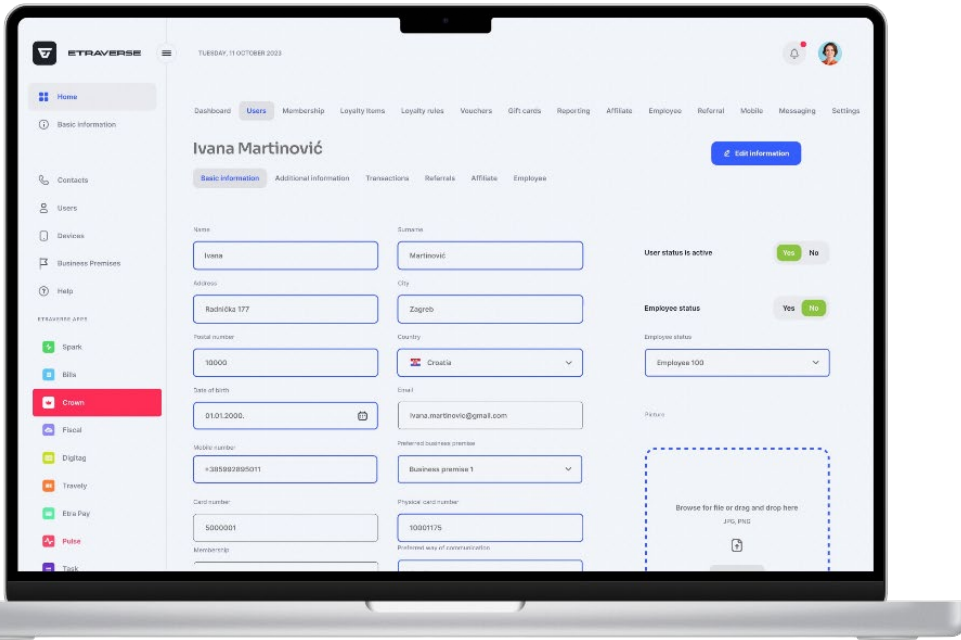 ETRAVERSE
TUESDAY, 11 OCTOBER 2023
Home
Basic information
Contacts
Users
Devices
Business Premises
Help
ETRAVERSE APPS
Spark
Bills
Crown
Fiscal
Digitag
Travely
Etra Pay
Pulse
Task
Dashboard Users Membership Loyalty items Loyalty rules Vouchers Gift cards Reporting Affiliate Employee Referral Mobile Messaging Settings
Ivana Martinović
Edit information
Basic information Additional information Transactions Referrals Affiliate Employee
Name Surname
Ivana Martinović
User status is active Yes No
Address City
Radnička 177 Zagreb
Employee status Yes No
Postal number Country Employee status
10000 Croatia Employee 100
Date of birth Email
01.01.2000. ivana.martinovic@gmail.com
Picture
Mobile number Preferred business premise
+385992895011 Business premise 1
Card number Physical card number
5000001 10001175
Browse for file or drag and drop here
JPG, PNG
Membership Preferred way of communication